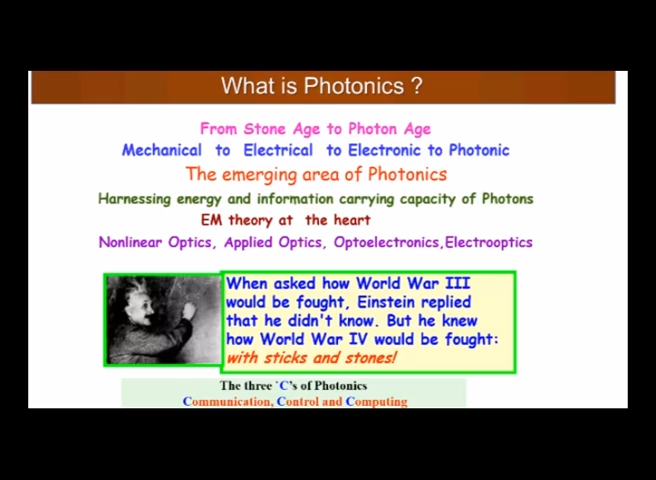 What is Photonics ?
From Stone Age to Photon Age
Mechanical to Electrical to Electronic to Photonic
The emerging area of Photonics
Harnessing energy and information carrying capacity of Photons
EM theory at the heart
Nonlinear Optics, Applied Optics, Optoelectronics,Electrooptics
When asked how World War III
would be fought, Einstein replied
that he didn't know. But he knew
how World War IV would be fought:
with sticks and stones!
The three `C's of Photonics
Communication, Control and Computing